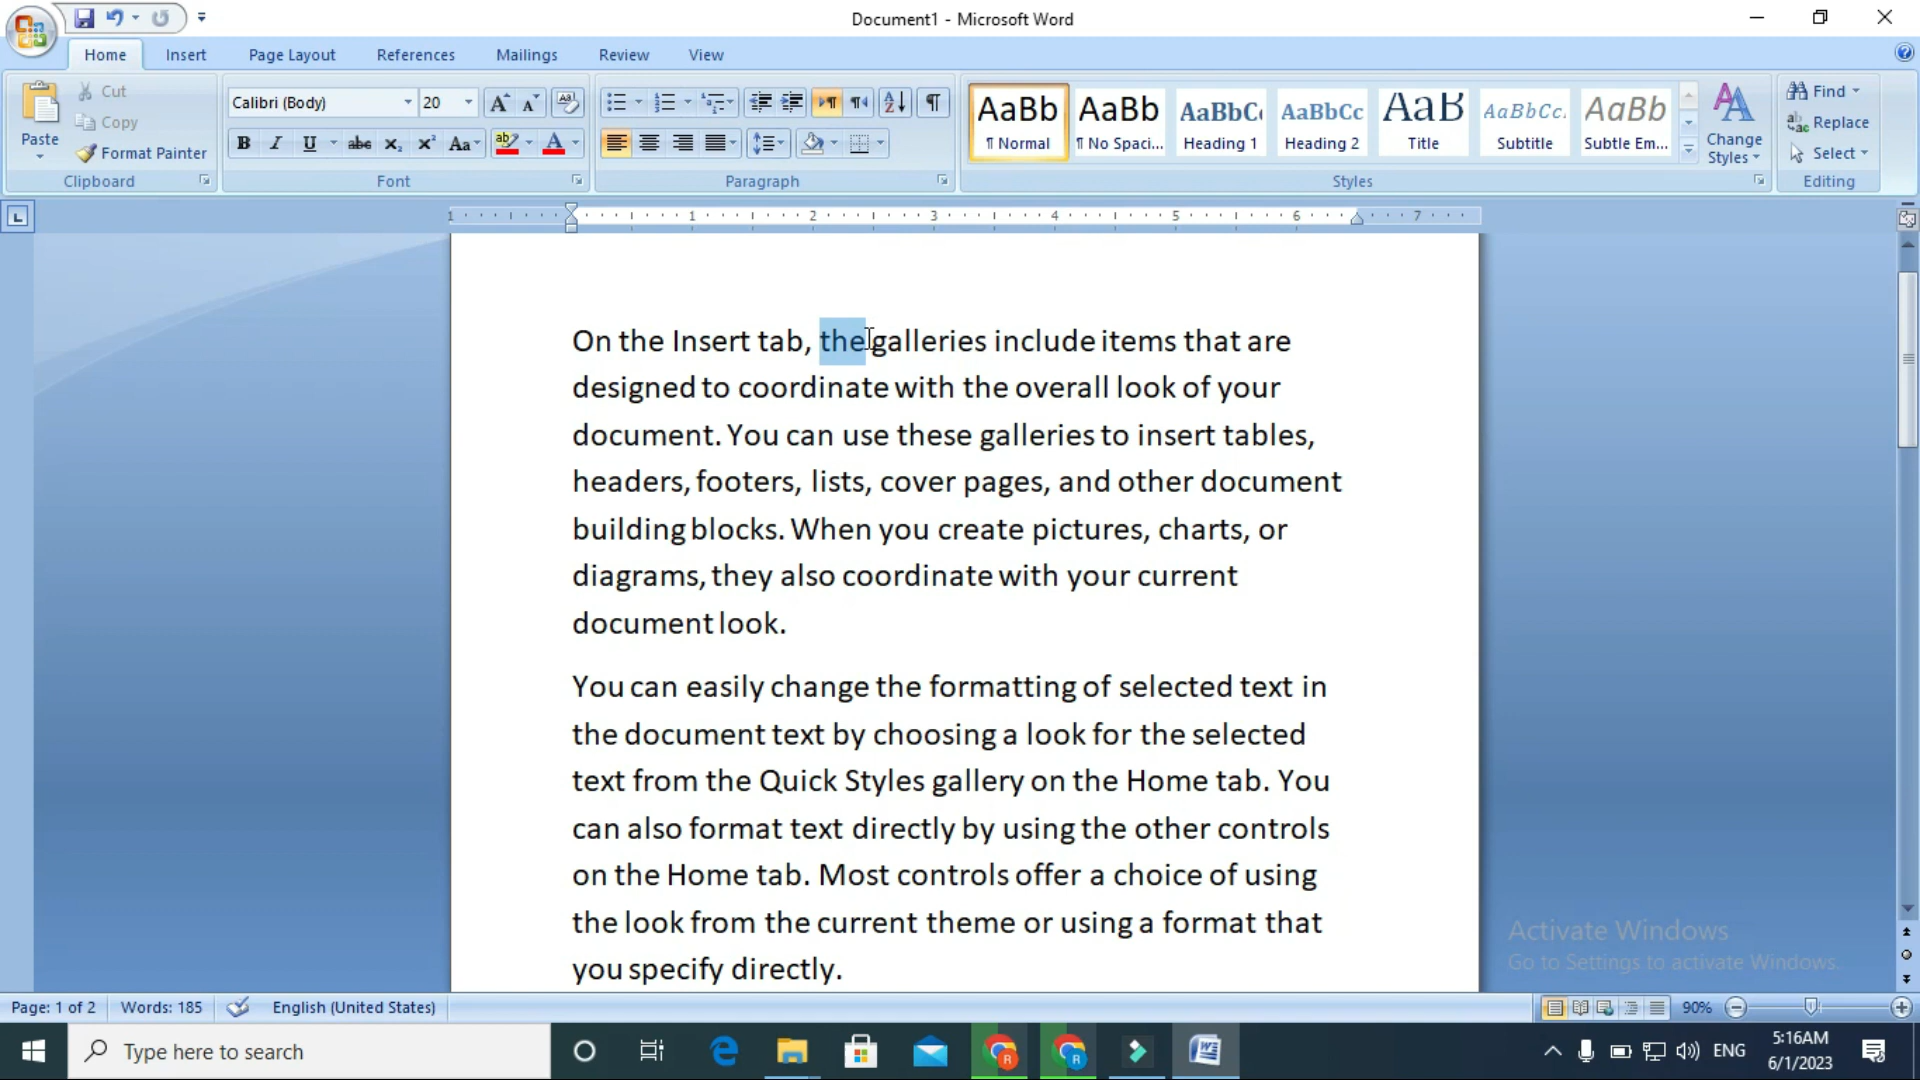 Document1 - Microsoft Word
Home Insert Page Layout References Mailings Review View
Paste
Cut
Copy
Format Painter
Clipboard
Calibri (Body) 20
Font
Paragraph
AaBb AaBb AaBbC AaBbCc AaB AaBbCc. AaBb
¶ Normal ¶ No Spaci... Heading 1 Heading 2 Title Subtitle Subtle Em...
Change
Styles
Styles
Find
Replace
Select
Editing
1 1 2 3 4 5 6 7
On the Insert tab, the galleries include items that are
designed to coordinate with the overall look of your
document. You can use these galleries to insert tables,
headers, footers, lists, cover pages, and other document
building blocks. When you create pictures, charts, or
diagrams, they also coordinate with your current
document look.
You can easily change the formatting of selected text in
the document text by choosing a look for the selected
text from the Quick Styles gallery on the Home tab. You
can also format text directly by using the other controls
on the Home tab. Most controls offer a choice of using
the look from the current theme or using a format that
you specify directly.
Activate Windows
Go to Settings to activate Windows.
Page: 1 of 2 Words: 185 English (United States) 90%
Type here to search
ENG
5:16AM
6/1/2023